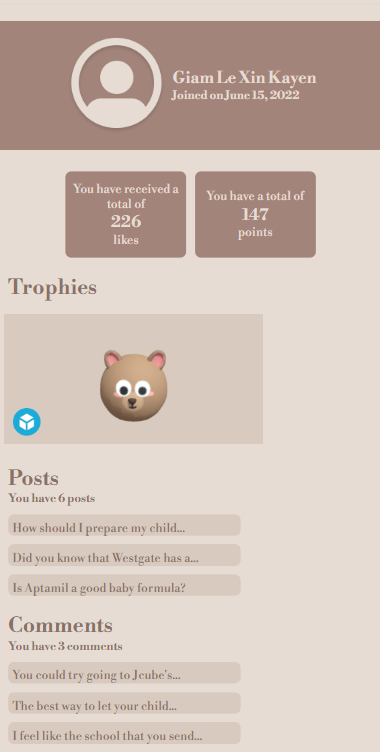 Giam Le Xin Kayen
Joined on June 15, 2022
You have received a
total of
226
likes
You have a total of
147
points
Trophies
Posts
You have 6 posts
How should I prepare my child...
Did you know that Westgate has a...
Is Aptamil a good baby formula?
Comments
You have 3 comments
You could try going to Jcube's...
The best way to let your child...
I feel like the school that you send...